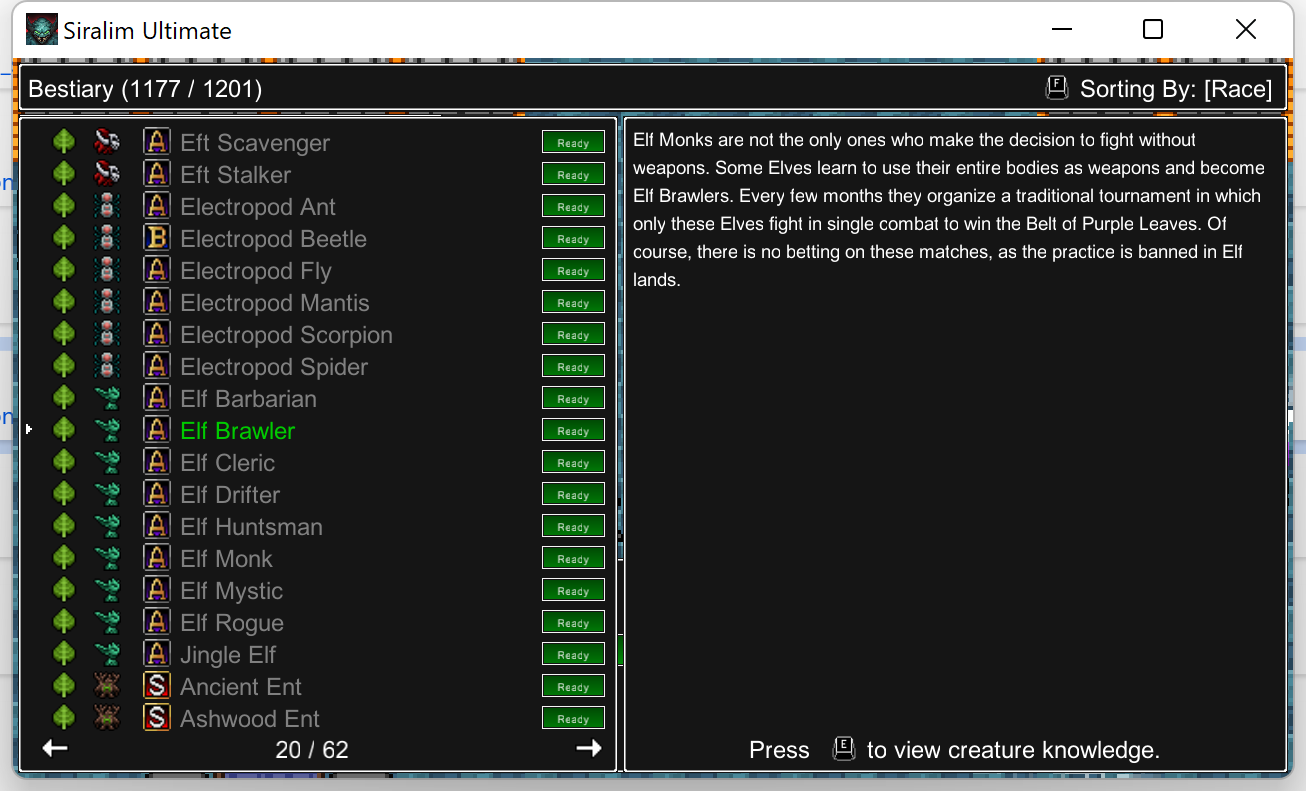 Siralim Ultimate
Bestiary (1177 / 1201)
F Sorting By: [Race]
A Eft Scavenger Ready
A Eft Stalker Ready
A Electropod Ant Ready
B Electropod Beetle Ready
A Electropod Fly Ready
A Electropod Mantis Ready
A Electropod Scorpion Ready
A Electropod Spider Ready
A Elf Barbarian Ready
A Elf Brawler Ready
A Elf Cleric Ready
A Elf Drifter Ready
A Elf Huntsman Ready
A Elf Monk Ready
A Elf Mystic Ready
A Elf Rogue Ready
A Jingle Elf Ready
S Ancient Ent Ready
S Ashwood Ent Ready
20 / 62
Elf Monks are not the only ones who make the decision to fight without
weapons. Some Elves learn to use their entire bodies as weapons and become
Elf Brawlers. Every few months they organize a traditional tournament in which
only these Elves fight in single combat to win the Belt of Purple Leaves. Of
course, there is no betting on these matches, as the practice is banned in Elf
lands.
Press E to view creature knowledge.